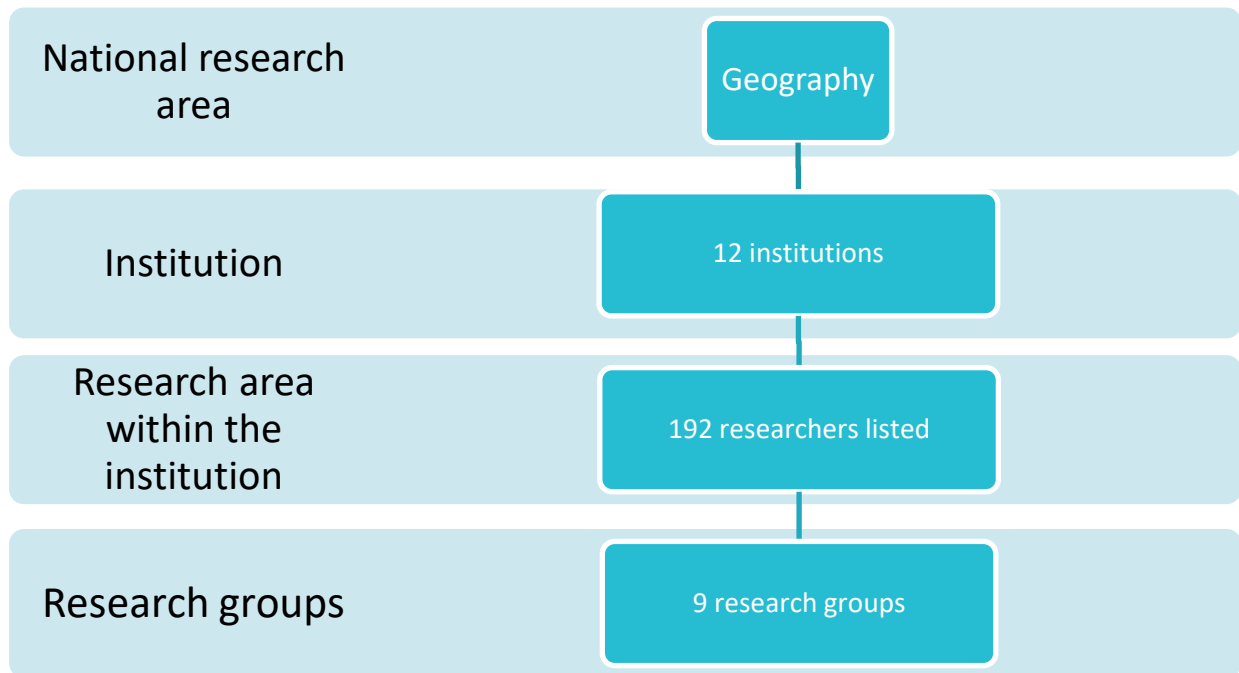 National research
area
Geography
Institution
12 institutions
Research area
within the
institution
192 researchers listed
Research groups
9 research groups